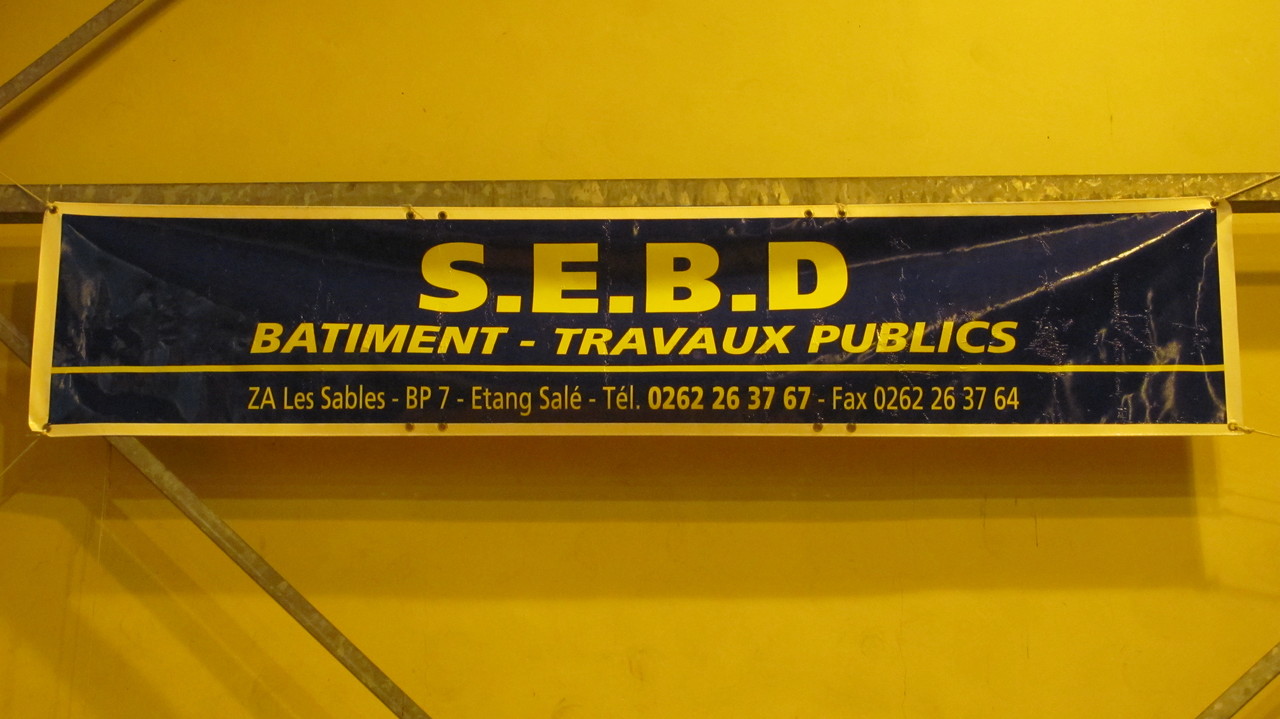 S.E.B.D
BATIMENT - TRAVAUX PUBLICS
ZA Les Sables - BP 7 - Etang Salé - Tél. 0262 26 37 67 - Fax 0262 26 37 64